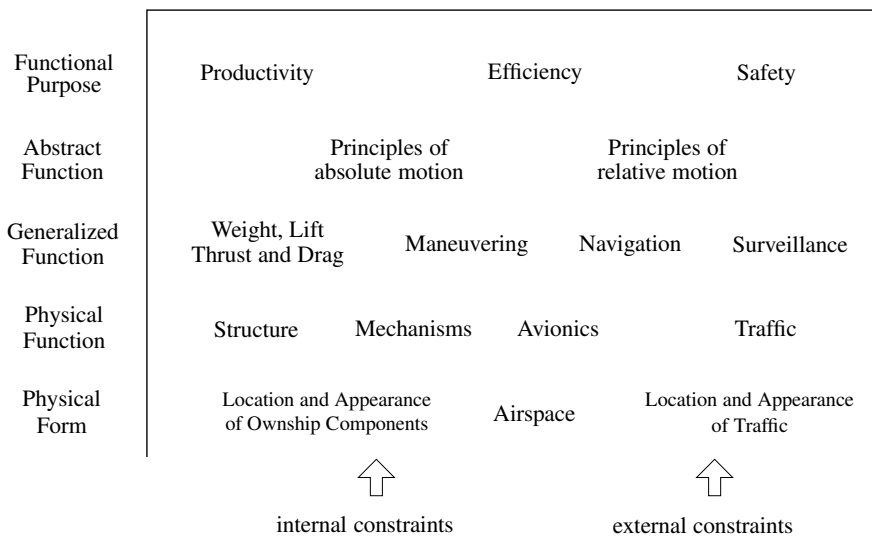 Functional
Purpose
Productivity
Efficiency
Safety
Abstract
Function
Principles of
absolute motion
Principles of
relative motion
Generalized
Function
Weight, Lift
Thrust and Drag
Maneuvering
Navigation
Surveillance
Physical
Function
Structure
Mechanisms
Avionics
Traffic
Physical
Form
Location and Appearance
of Ownship Components
Airspace
Location and Appearance
of Traffic
internal constraints
external constraints